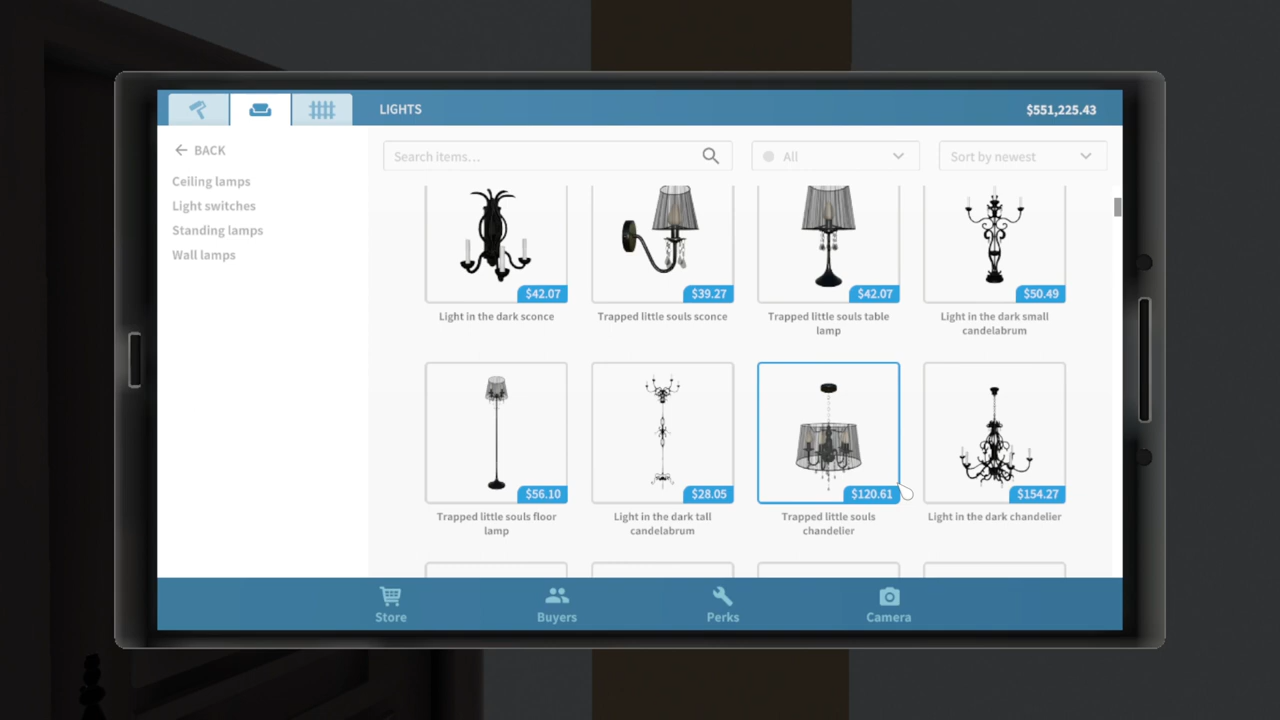 LIGHTS
$551,225.43
BACK
Search items...
All
Sort by newest
Ceiling lamps
Light switches
Standing lamps
Wall lamps
$42.07
$39.27
$42.07
$50.49
Light in the dark sconce
Trapped little souls sconce
Trapped little souls table
lamp
Light in the dark small
candelabrum
$56.10
$28.05
$120.61
$154.27
Trapped little souls floor
lamp
Light in the dark tall
candelabrum
Trapped little souls
chandelier
Light in the dark chandelier
Store
Buyers
Perks
Camera